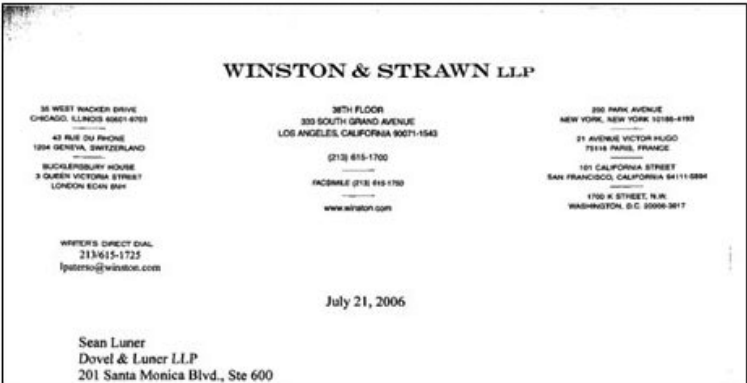 WINSTON & STRAWN LLP
35 WEST WACKER DRIVE
CHICAGO, ILLINOIS 60601-9703
43 RUE DU RHONE
1204 GENEVA, SWITZERLAND
BUCKLERSBURY HOUSE
3 QUEEN VICTORIA STREET
LONDON EC4N 8NH
38TH FLOOR
333 SOUTH GRAND AVENUE
LOS ANGELES, CALIFORNIA 90071-1543
(213) 615-1700
FACSIMILE (213) 615-1750
www.winston.com
200 PARK AVENUE
NEW YORK, NEW YORK 10166-4193
21 AVENUE VICTOR HUGO
75116 PARIS, FRANCE
101 CALIFORNIA STREET
SAN FRANCISCO, CALIFORNIA 94111-5894
1700 K STREET, N.W.
WASHINGTON, D.C. 20006-3817
WRITER'S DIRECT DIAL
213/615-1725
lpaterso@winston.com
July 21, 2006
Sean Luner
Dovel & Luner LLP
201 Santa Monica Blvd., Ste 600